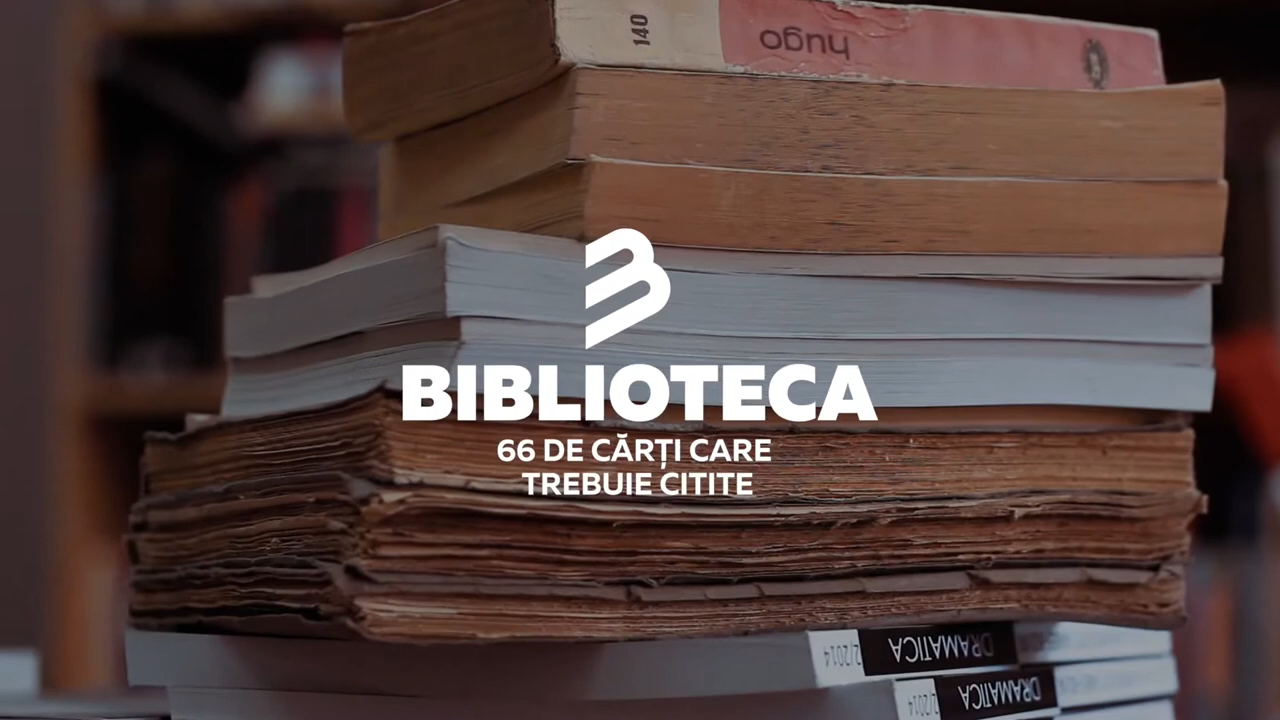 140
hugo
BIBLIOTECA
66 DE CĂRȚI CARE
TREBUIE CITITE
2/2014
DRAMATICA
2/2014
DRAMATICA